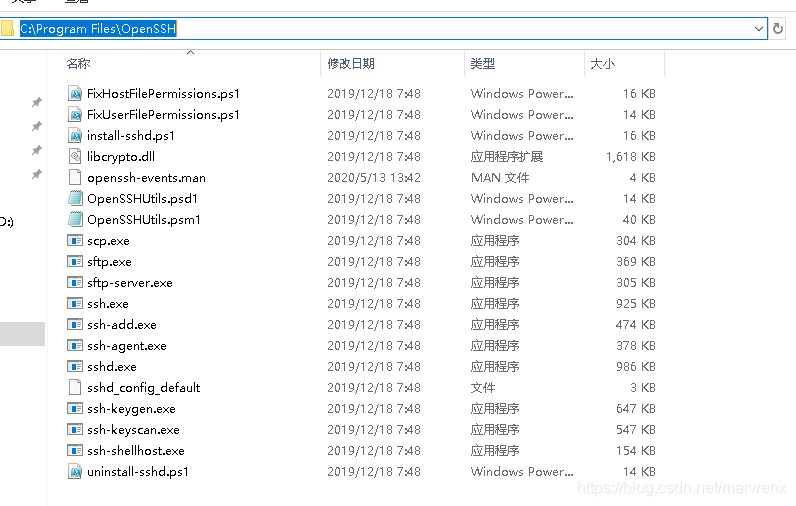 共享 查看
C:\Program Files\OpenSSH
名称 修改日期 类型 大小
FixHostFilePermissions.ps1 2019/12/18 7:48 Windows Power... 16 KB
FixUserFilePermissions.ps1 2019/12/18 7:48 Windows Power... 14 KB
install-sshd.ps1 2019/12/18 7:48 Windows Power... 16 KB
libcrypto.dll 2019/12/18 7:48 应用程序扩展 1,618 KB
openssh-events.man 2020/5/13 13:42 MAN 文件 4 KB
OpenSSHUtils.psd1 2019/12/18 7:48 Windows Power... 14 KB
D:)
OpenSSHUtils.psm1 2019/12/18 7:48 Windows Power... 40 KB
scp.exe 2019/12/18 7:48 应用程序 304 KB
sftp.exe 2019/12/18 7:48 应用程序 369 KB
sftp-server.exe 2019/12/18 7:48 应用程序 305 KB
ssh.exe 2019/12/18 7:48 应用程序 925 KB
ssh-add.exe 2019/12/18 7:48 应用程序 474 KB
ssh-agent.exe 2019/12/18 7:48 应用程序 378 KB
sshd.exe 2019/12/18 7:48 应用程序 986 KB
sshd_config_default 2019/12/18 7:48 文件 3 KB
ssh-keygen.exe 2019/12/18 7:48 应用程序 647 KB
ssh-keyscan.exe 2019/12/18 7:48 应用程序 547 KB
ssh-shellhost.exe 2019/12/18 7:48 应用程序 154 KB
uninstall-sshd.ps1 2019/12/18 7:48 Windows Power... 14 KB
https://blog.csdn.net/marwenx